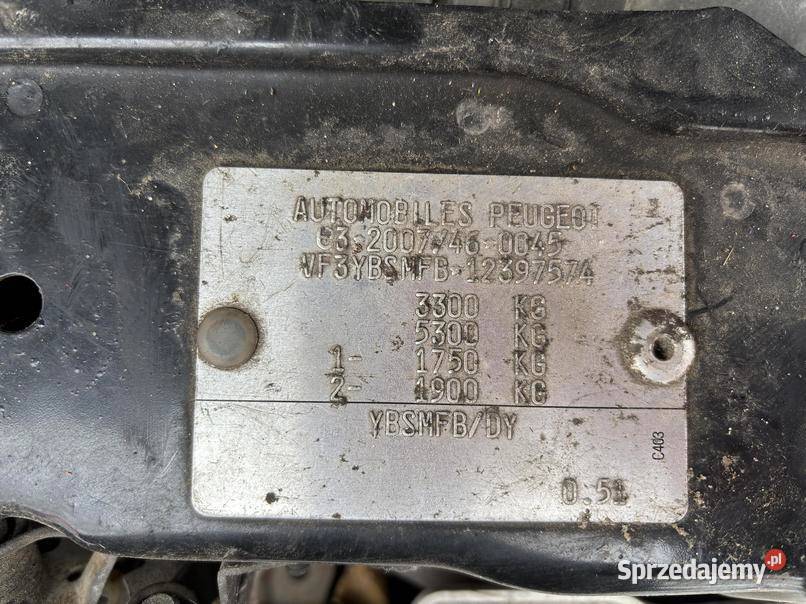 AUTOMOBILES PEUGEOT
e3*2007/46*0045
VF3YBSMFB 12397574
3300 KG
5300 KG
1- 1750 KG
2- 1900 KG
YBSMFB/DY
C403
0.51
Sprzedajemy.pl